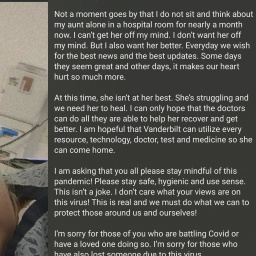 Not a moment goes by that I do not sit and think about
my aunt alone in a hospital room for nearly a month
now. I can't get her off my mind. I don't want her off
my mind. But I also want her better. Everyday we wish
for the best news and the best updates. Some days
they seem great and other days, it makes our heart
hurt so much more.
At this time, she isn't at her best. She's struggling and
we need her to heal. I can only hope that the doctors
can do all they are able to help her recover and get
better. I am hopeful that Vanderbilt can utilize every
resource, technology, doctor, test and medicine so she
can come home.
I am asking that you all please stay mindful of this
pandemic! Please stay safe, hygienic and use sense.
This isn't a joke. I don't care what your views are on
this virus! This is real and we must do what we can to
protect those around us and ourselves!
I'm sorry for those of you who are battling Covid or
have a loved one doing so. I'm sorry for those who
have also lost someone due to this virus.